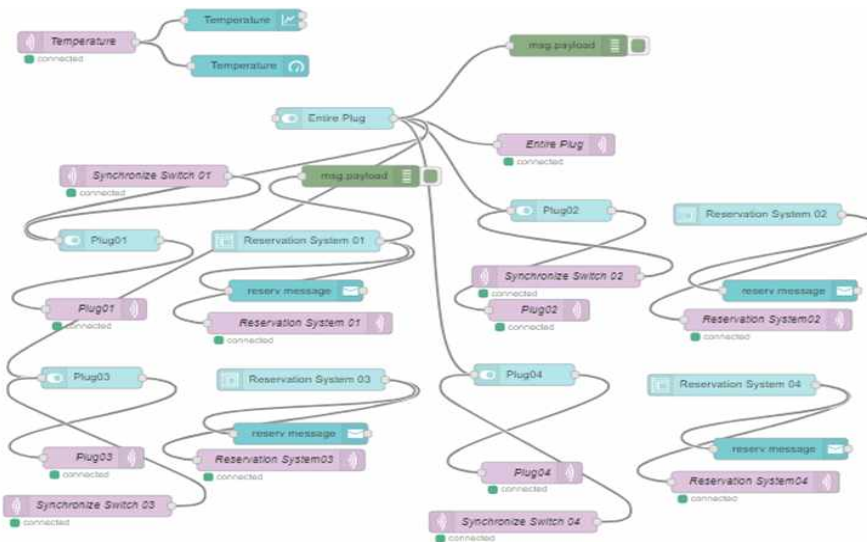 Temperature
Temperature
connected
Temperature
msg.payload
Entire Plug
Entire Plug
connected
Synchronize Switch 01
connected
msg.payload
Plug01
Reservation System 01
Plug02
Reservation System 02
Plug01
connected
reserv.message
Reservation System 01
connected
Synchronize Switch 02
connected
Plug02
connected
reserv.message
Reservation System02
connected
Plug03
Reservation System 03
Plug04
Reservation System 04
Plug03
connected
reserv.message
Reservation System03
connected
Plug04
connected
reserv.message
Reservation System04
connected
Synchronize Switch 03
connected
Synchronize Switch 04
connected